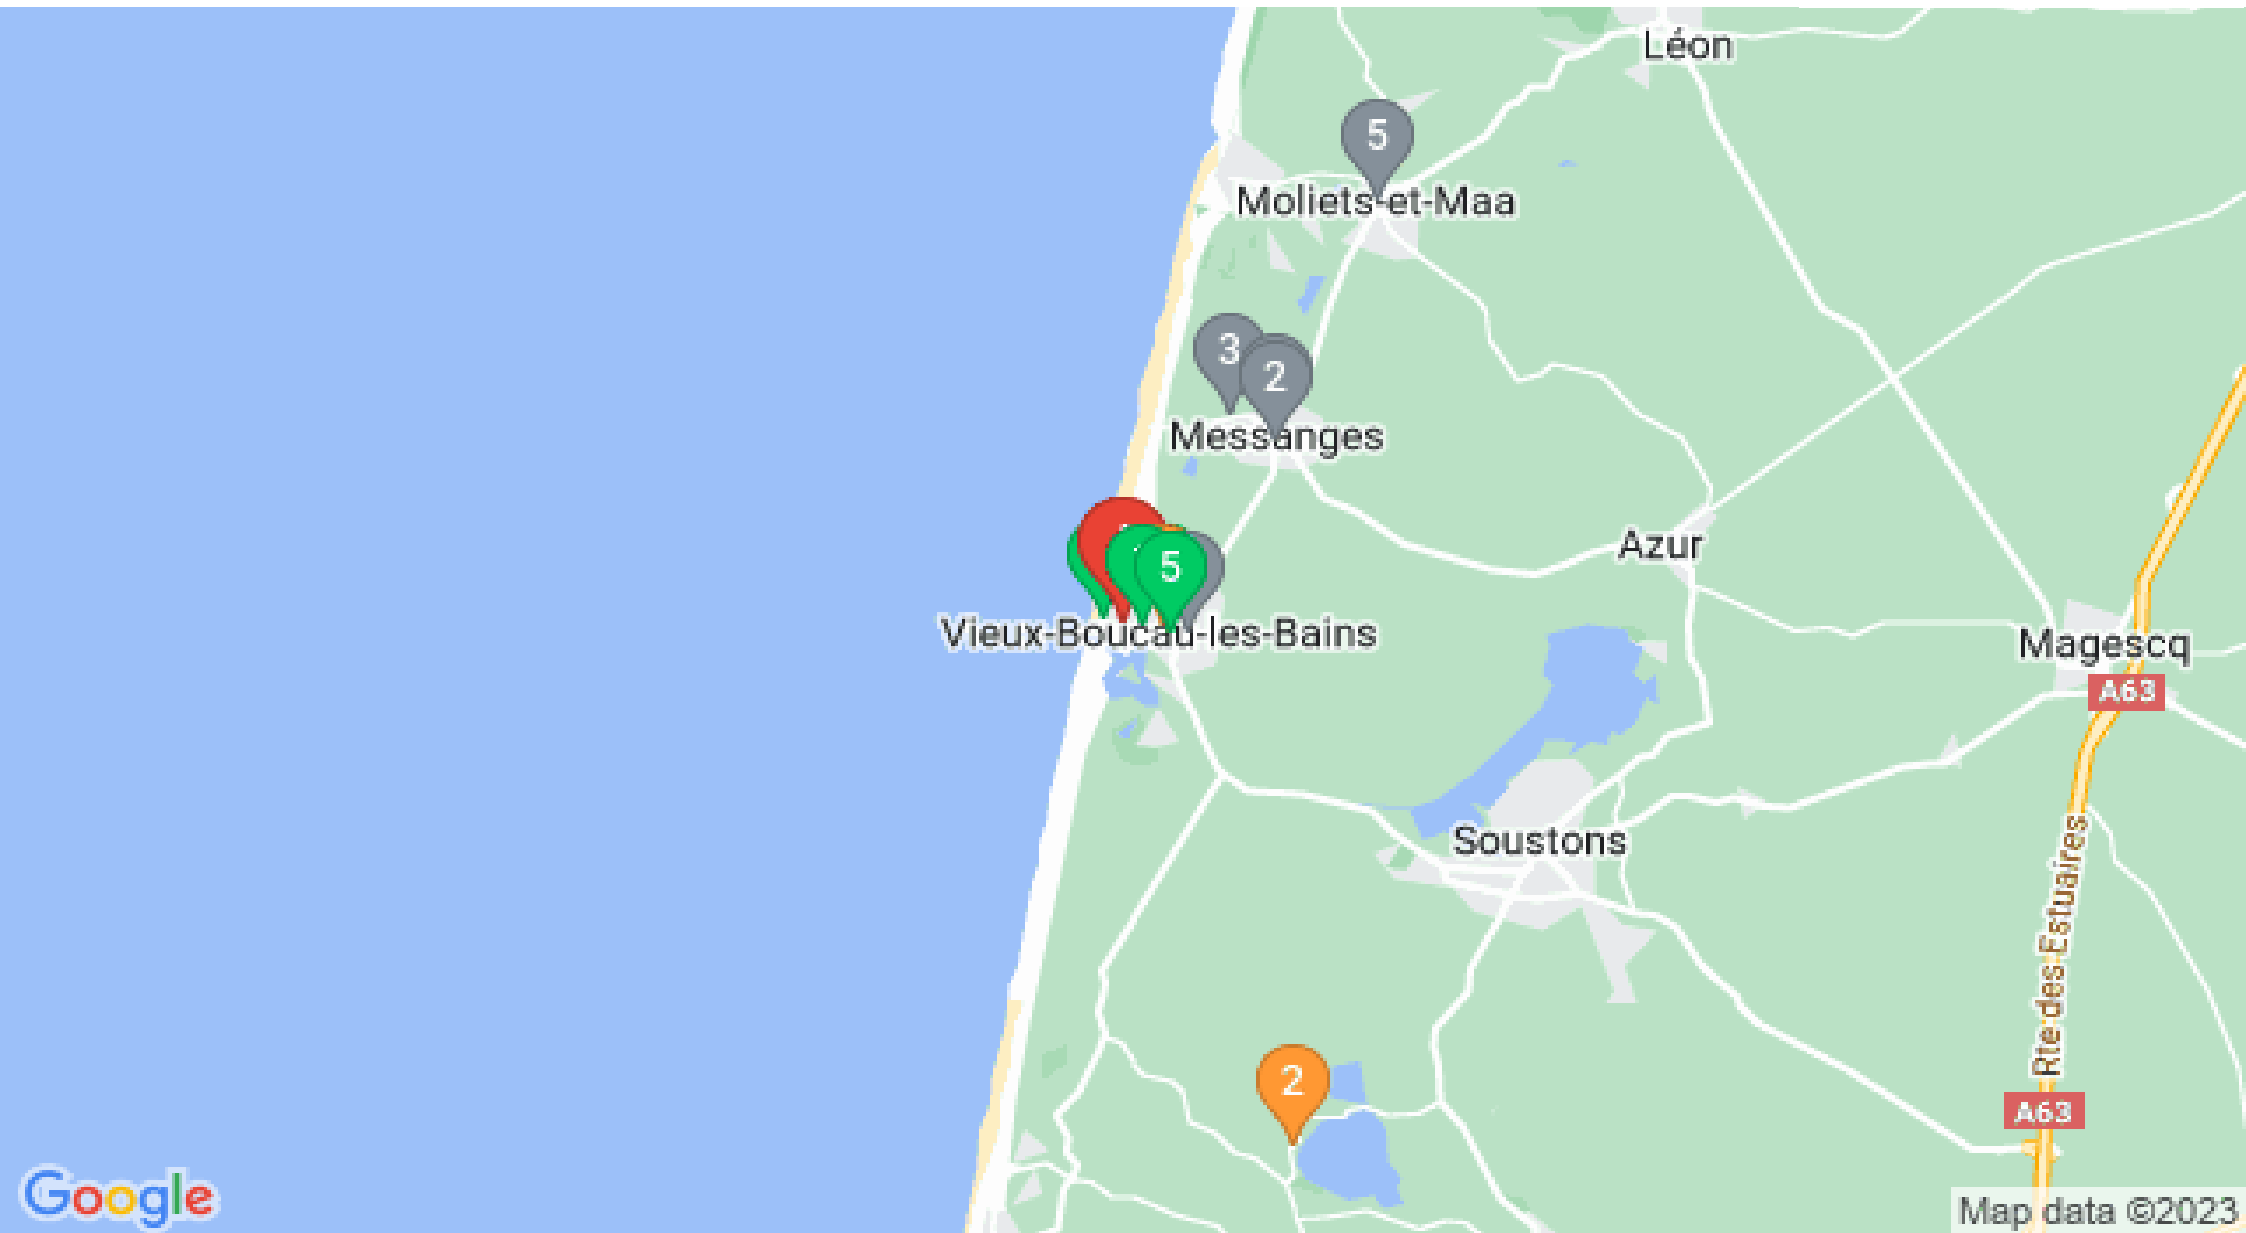 Léon
5
Moliets-et-Maa
3
2
Messanges
Azur
5
Vieux-Boucau-les-Bains
Magescq
A63
Soustons
Rte des Estuaires
2
A63
Google
Map data ©2023